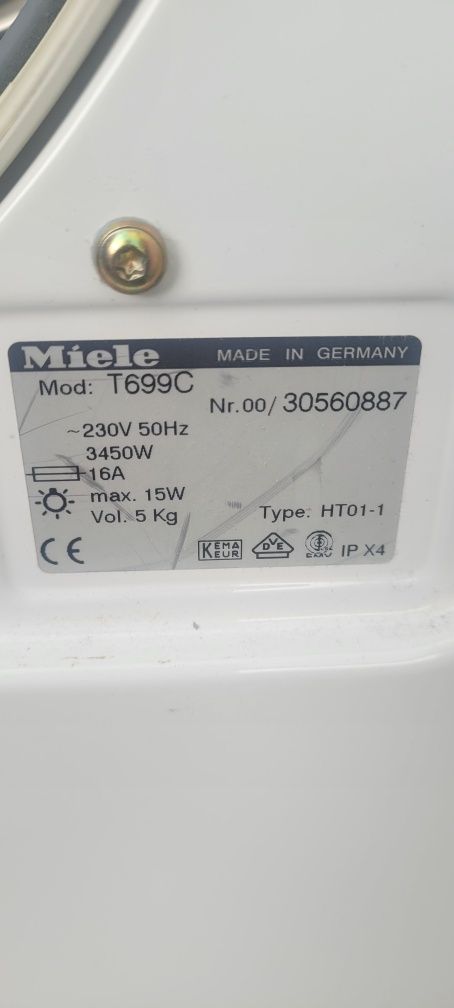 Miele MADE IN GERMANY
Mod: T699C
Nr.00/ 30560887
~230V 50Hz
3450W
16A
max. 15W
Vol. 5 Kg
Type: HT01-1
CE KEMA KEUR DVE IP X4